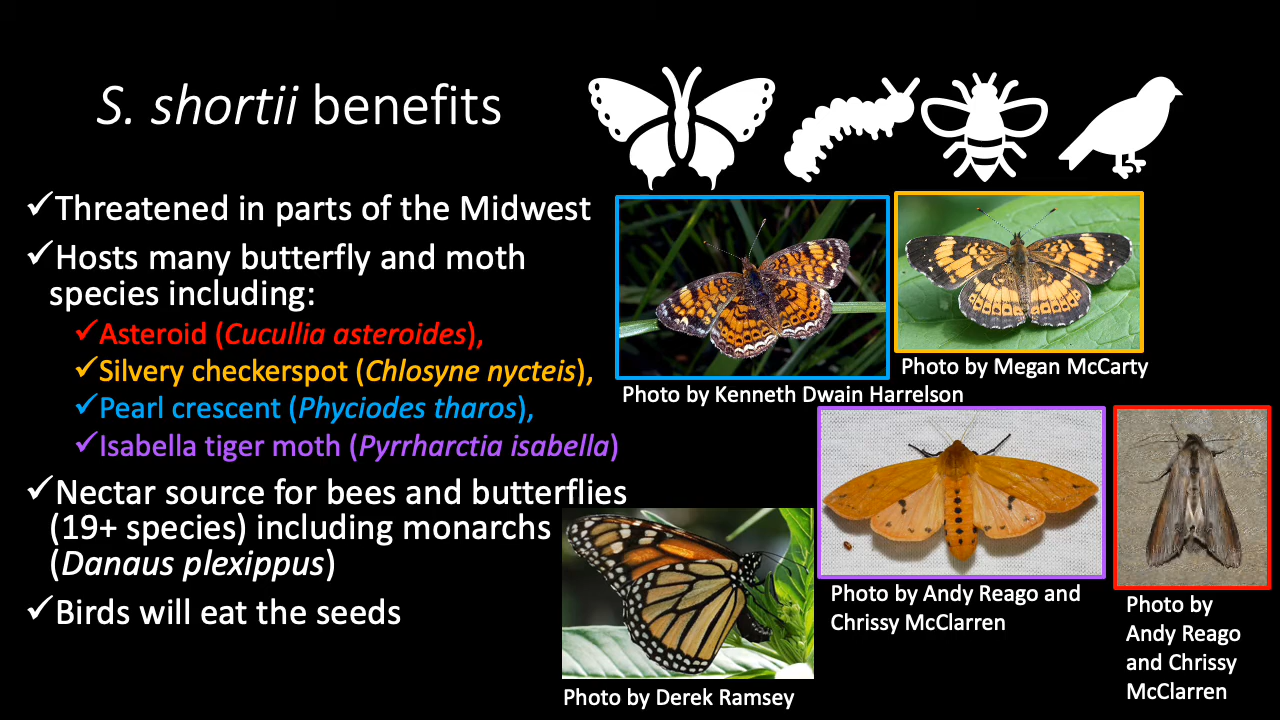 S. shortii benefits
✓Threatened in parts of the Midwest
✓Hosts many butterfly and moth
species including:
✓Asteroid (Cucullia asteroides),
✓Silvery checkerspot (Chlosyne nycteis),
✓Pearl crescent (Phyciodes tharos),
✓Isabella tiger moth (Pyrrharctia isabella)
✓Nectar source for bees and butterflies
(19+ species) including monarchs
(Danaus plexippus)
✓Birds will eat the seeds
Photo by Megan McCarty
Photo by Kenneth Dwain Harrelson
Photo by Andy Reago and
Chrissy McClarren
Photo by
Andy Reago
and Chrissy
McClarren
Photo by Derek Ramsey